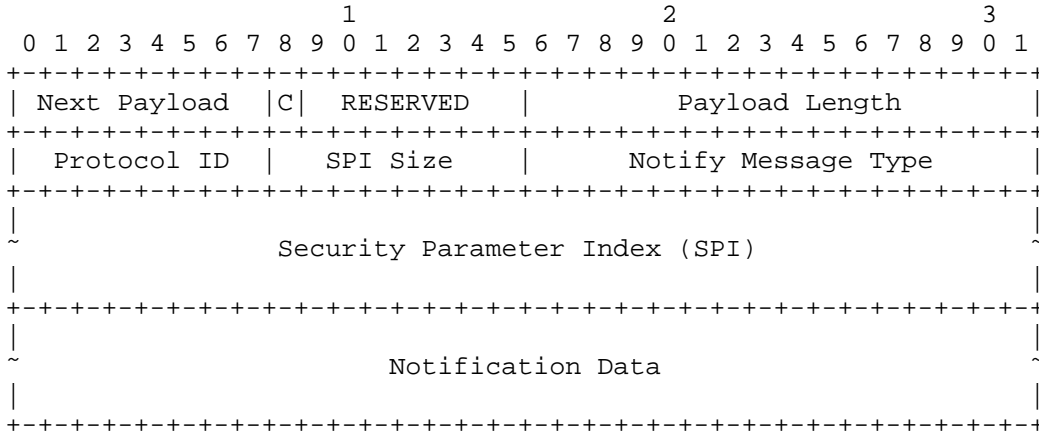 1                   2                   3
 0 1 2 3 4 5 6 7 8 9 0 1 2 3 4 5 6 7 8 9 0 1 2 3 4 5 6 7 8 9 0 1
+-+-+-+-+-+-+-+-+-+-+-+-+-+-+-+-+-+-+-+-+-+-+-+-+-+-+-+-+-+-+-+-+
| Next Payload  |C|  RESERVED   |         Payload Length        |
+-+-+-+-+-+-+-+-+-+-+-+-+-+-+-+-+-+-+-+-+-+-+-+-+-+-+-+-+-+-+-+-+
|  Protocol ID  |   SPI Size    |      Notify Message Type      |
+-+-+-+-+-+-+-+-+-+-+-+-+-+-+-+-+-+-+-+-+-+-+-+-+-+-+-+-+-+-+-+-+
|                                                               |
~                Security Parameter Index (SPI)                 ~
|                                                               |
+-+-+-+-+-+-+-+-+-+-+-+-+-+-+-+-+-+-+-+-+-+-+-+-+-+-+-+-+-+-+-+-+
|                                                               |
~                       Notification Data                       ~
|                                                               |
+-+-+-+-+-+-+-+-+-+-+-+-+-+-+-+-+-+-+-+-+-+-+-+-+-+-+-+-+-+-+-+-+